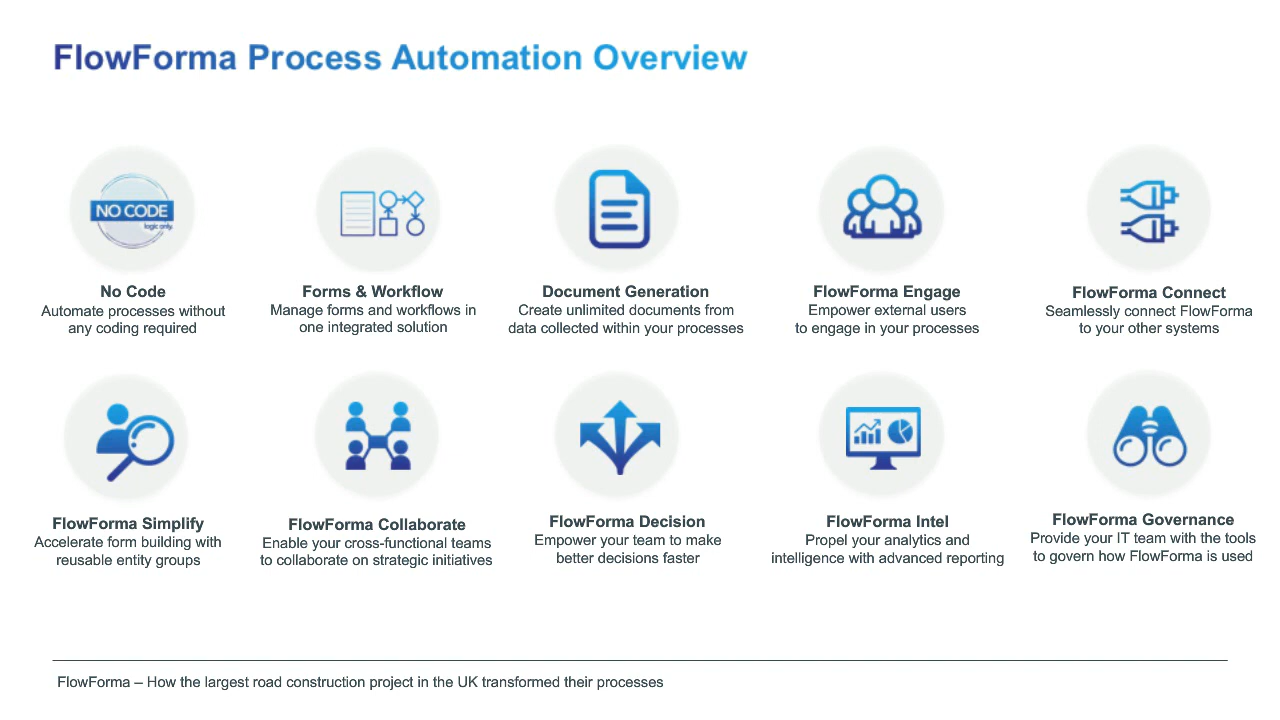 FlowForma Process Automation Overview
NO CODE
logic only.
No Code
Automate processes without
any coding required
Forms & Workflow
Manage forms and workflows in
one integrated solution
Document Generation
Create unlimited documents from
data collected within your processes
FlowForma Engage
Empower external users
to engage in your processes
FlowForma Connect
Seamlessly connect FlowForma
to your other systems
FlowForma Simplify
Accelerate form building with
reusable entity groups
FlowForma Collaborate
Enable your cross-functional teams
to collaborate on strategic initiatives
FlowForma Decision
Empower your team to make
better decisions faster
FlowForma Intel
Propel your analytics and
intelligence with advanced reporting
FlowForma Governance
Provide your IT team with the tools
to govern how FlowForma is used
FlowForma – How the largest road construction project in the UK transformed their processes